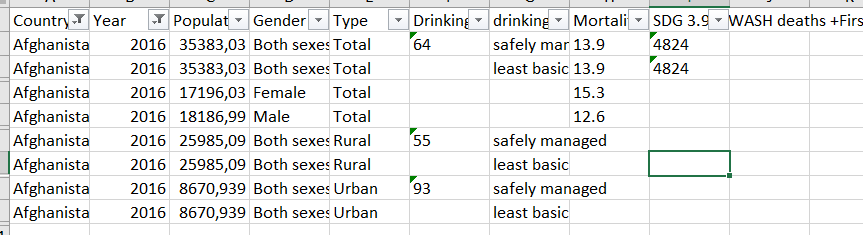 Country Year Populat Gender Type Drinking drinking Mortali SDG 3.9 WASH deaths +Firs
Afghanista 2016 35383,03 Both sexes Total 64 safely mar 13.9 4824
Afghanista 2016 35383,03 Both sexes Total least basic 13.9 4824
Afghanista 2016 17196,03 Female Total 15.3
Afghanista 2016 18186,99 Male Total 12.6
Afghanista 2016 25985,09 Both sexes Rural 55 safely managed
Afghanista 2016 25985,09 Both sexes Rural least basic
Afghanista 2016 8670,939 Both sexes Urban 93 safely managed
Afghanista 2016 8670,939 Both sexes Urban least basic